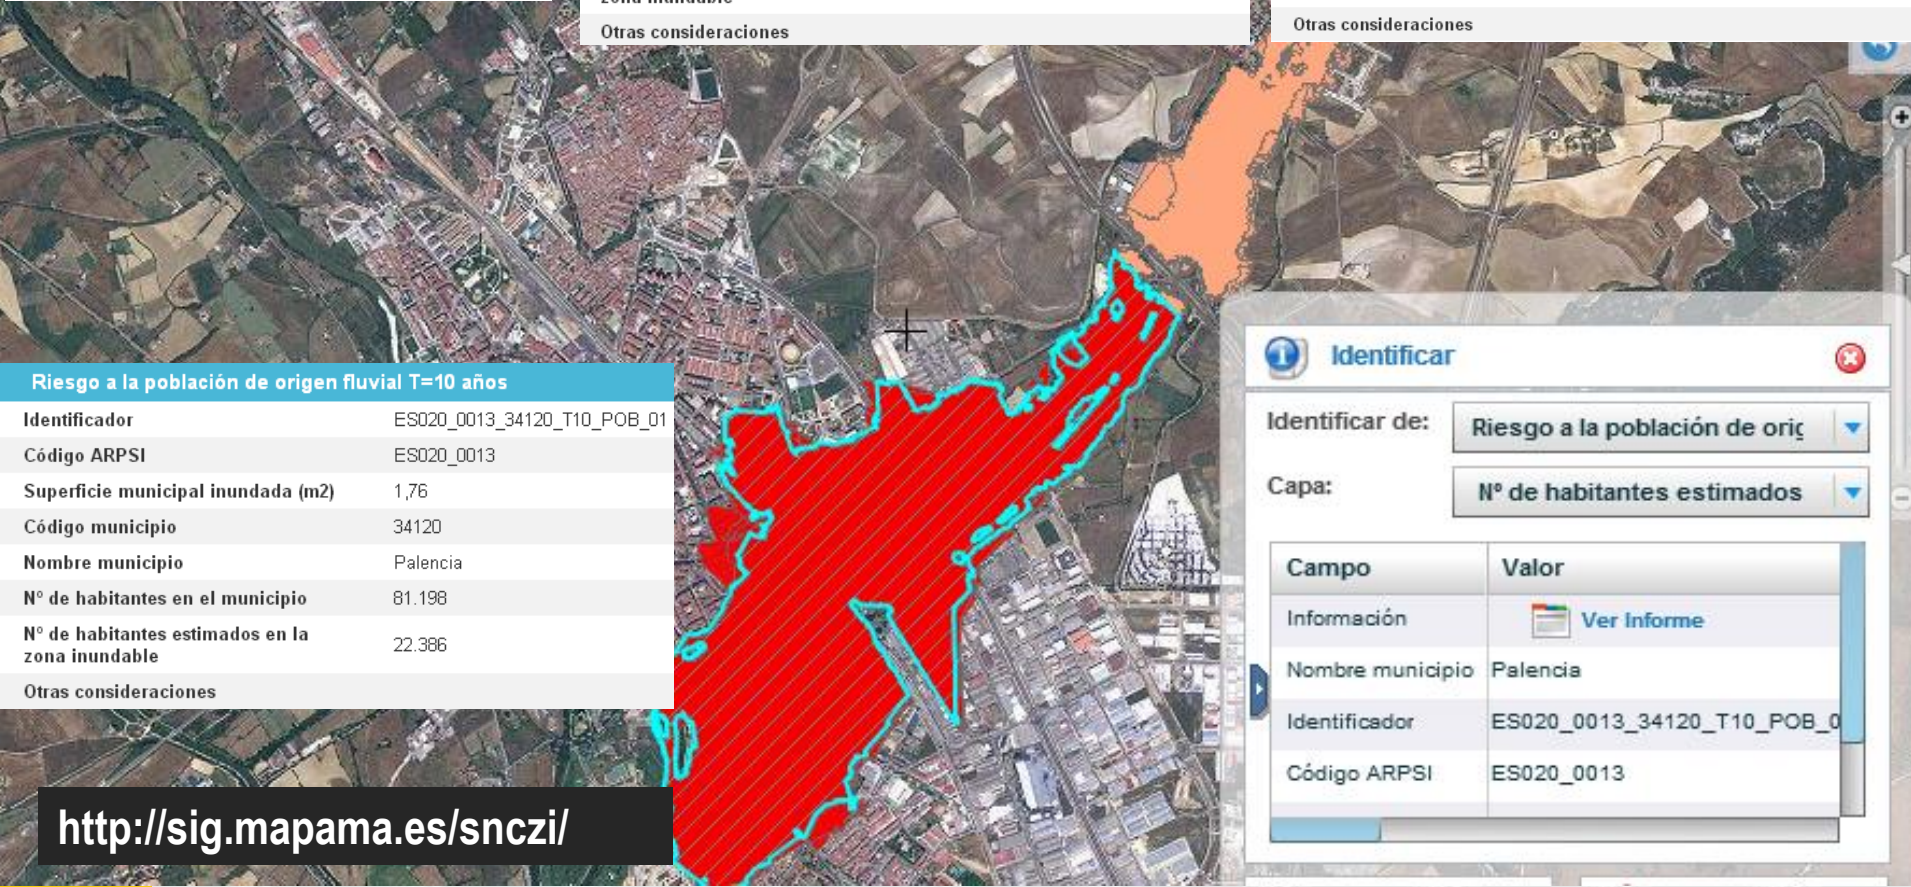 zona inundable
Otras consideraciones
Otras consideraciones
Riesgo a la población de origen fluvial T=10 años
Identificador ES020_0013_34120_T10_POB_01
Código ARPSI ES020_0013
Superficie municipal inundada (m2) 1,76
Código municipio 34120
Nombre municipio Palencia
Nº de habitantes en el municipio 81.198
Nº de habitantes estimados en la
zona inundable 22.386
Otras consideraciones
http://sig.mapama.es/snczi/
Identificar
Identificar de: Riesgo a la población de orig
Capa: Nº de habitantes estimados
Campo Valor
Información Ver Informe
Nombre municipio Palencia
Identificador ES020_0013_34120_T10_POB_0
Código ARPSI ES020_0013